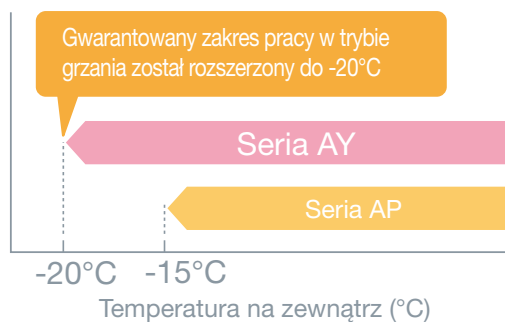 Gwarantowany zakres pracy w trybie
grzania został rozszerzony do -20°C
Seria AY
Seria AP
-20°C -15°C
Temperatura na zewnątrz (°C)